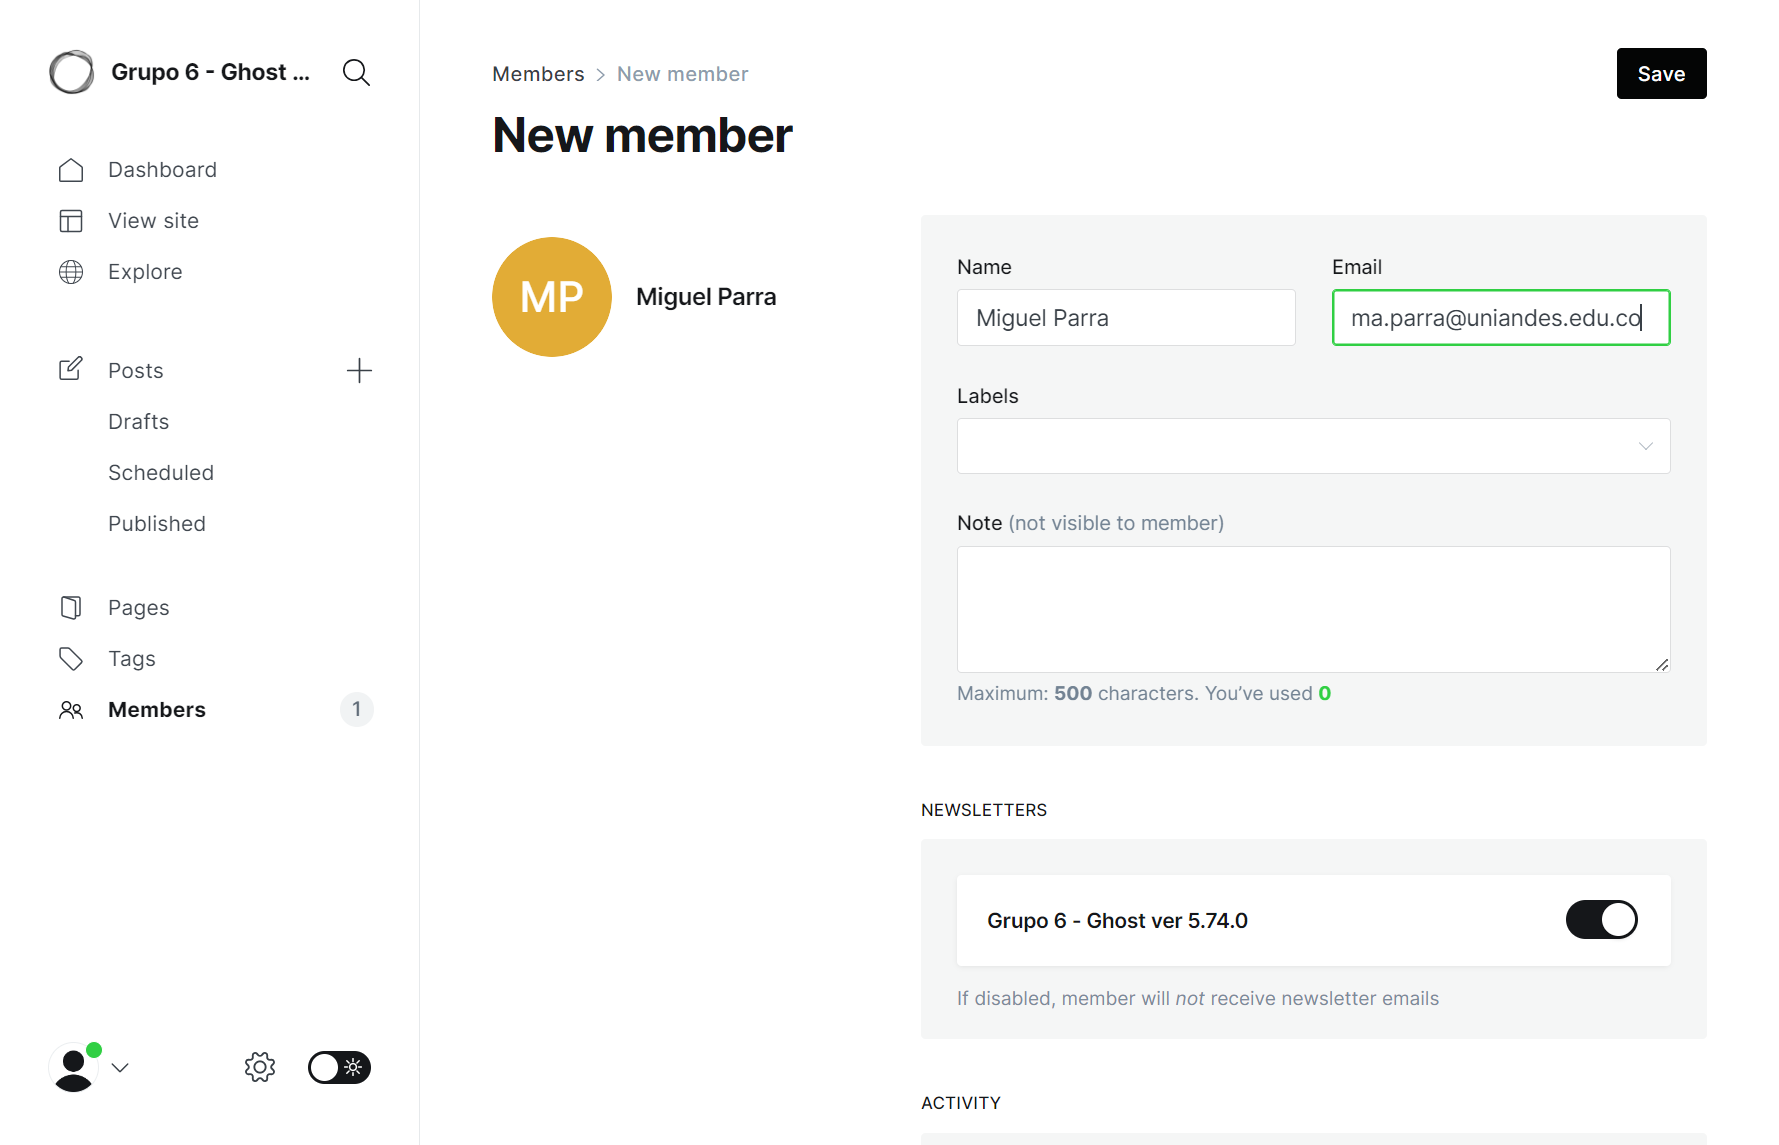 Grupo 6 - Ghost ...
Dashboard
View site
Explore
Posts
Drafts
Scheduled
Published
Pages
Tags
Members
1
Members > New member
Save
New member
MP
Miguel Parra
Name
Miguel Parra
Email
ma.parra@uniandes.edu.co
Labels
Note (not visible to member)
Maximum: 500 characters. You’ve used 0
NEWSLETTERS
Grupo 6 - Ghost ver 5.74.0
If disabled, member will not receive newsletter emails
ACTIVITY